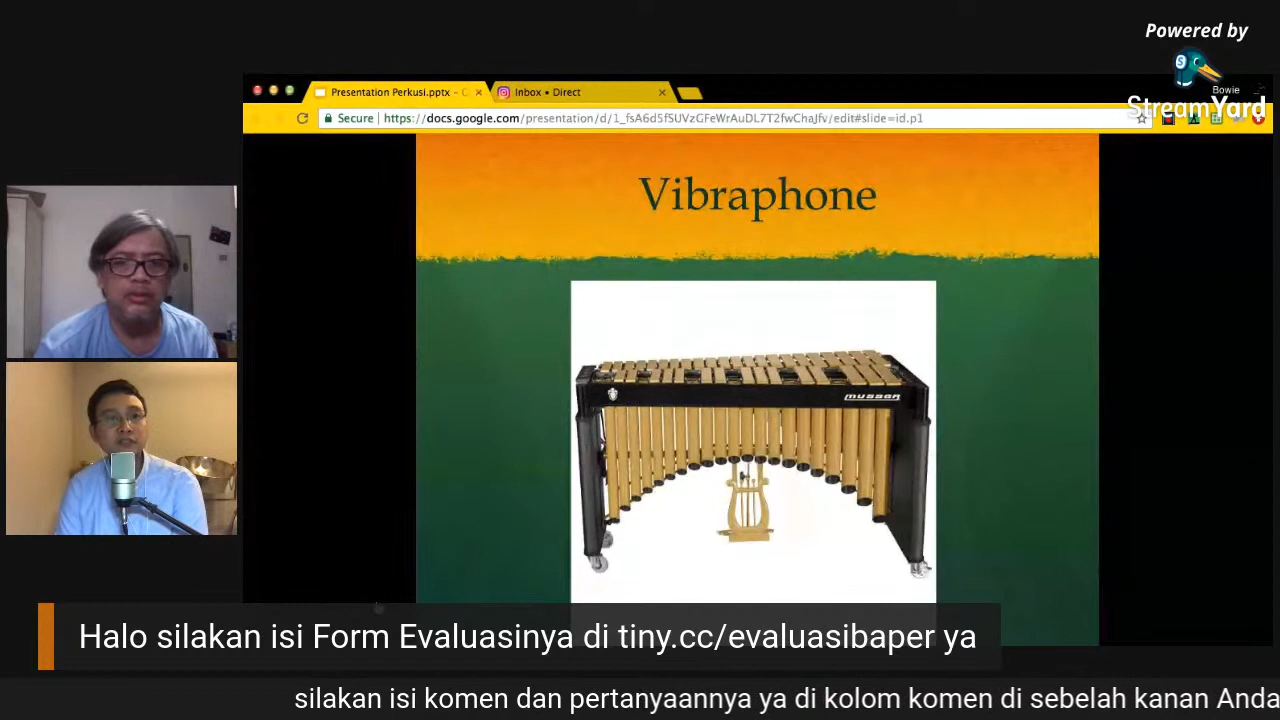 Powered by
Bowie
StreamYard
Presentation Perkusi.pptx - G
Inbox • Direct
Secure
https://docs.google.com/presentation/d/1_fsA6d5f5UVzGFeWrAuDL7T2fwChaJfv/edit#slide=id.p1
Vibraphone
musser
Halo silakan isi Form Evaluasinya di tiny.cc/evaluasibaper ya
silakan isi komen dan pertanyaannya ya di kolom komen di sebelah kanan Anda